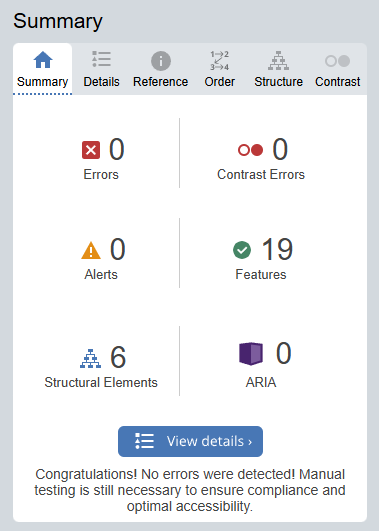 Summary
Summary Details Reference Order Structure Contrast
0 Errors
0 Contrast Errors
0 Alerts
19 Features
6 Structural Elements
0 ARIA
View details ›
Congratulations! No errors were detected! Manual
testing is still necessary to ensure compliance and
optimal accessibility.